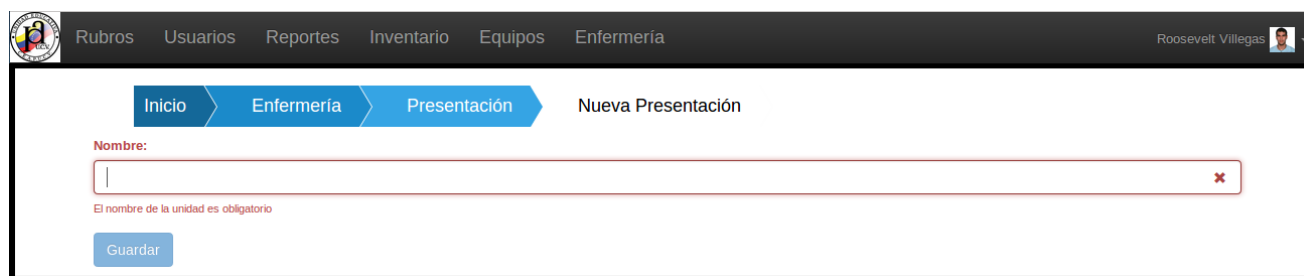 Rubros Usuarios Reportes Inventario Equipos Enfermería Roosevelt Villegas
Inicio Enfermería Presentación Nueva Presentación
Nombre:
El nombre de la unidad es obligatorio
Guardar